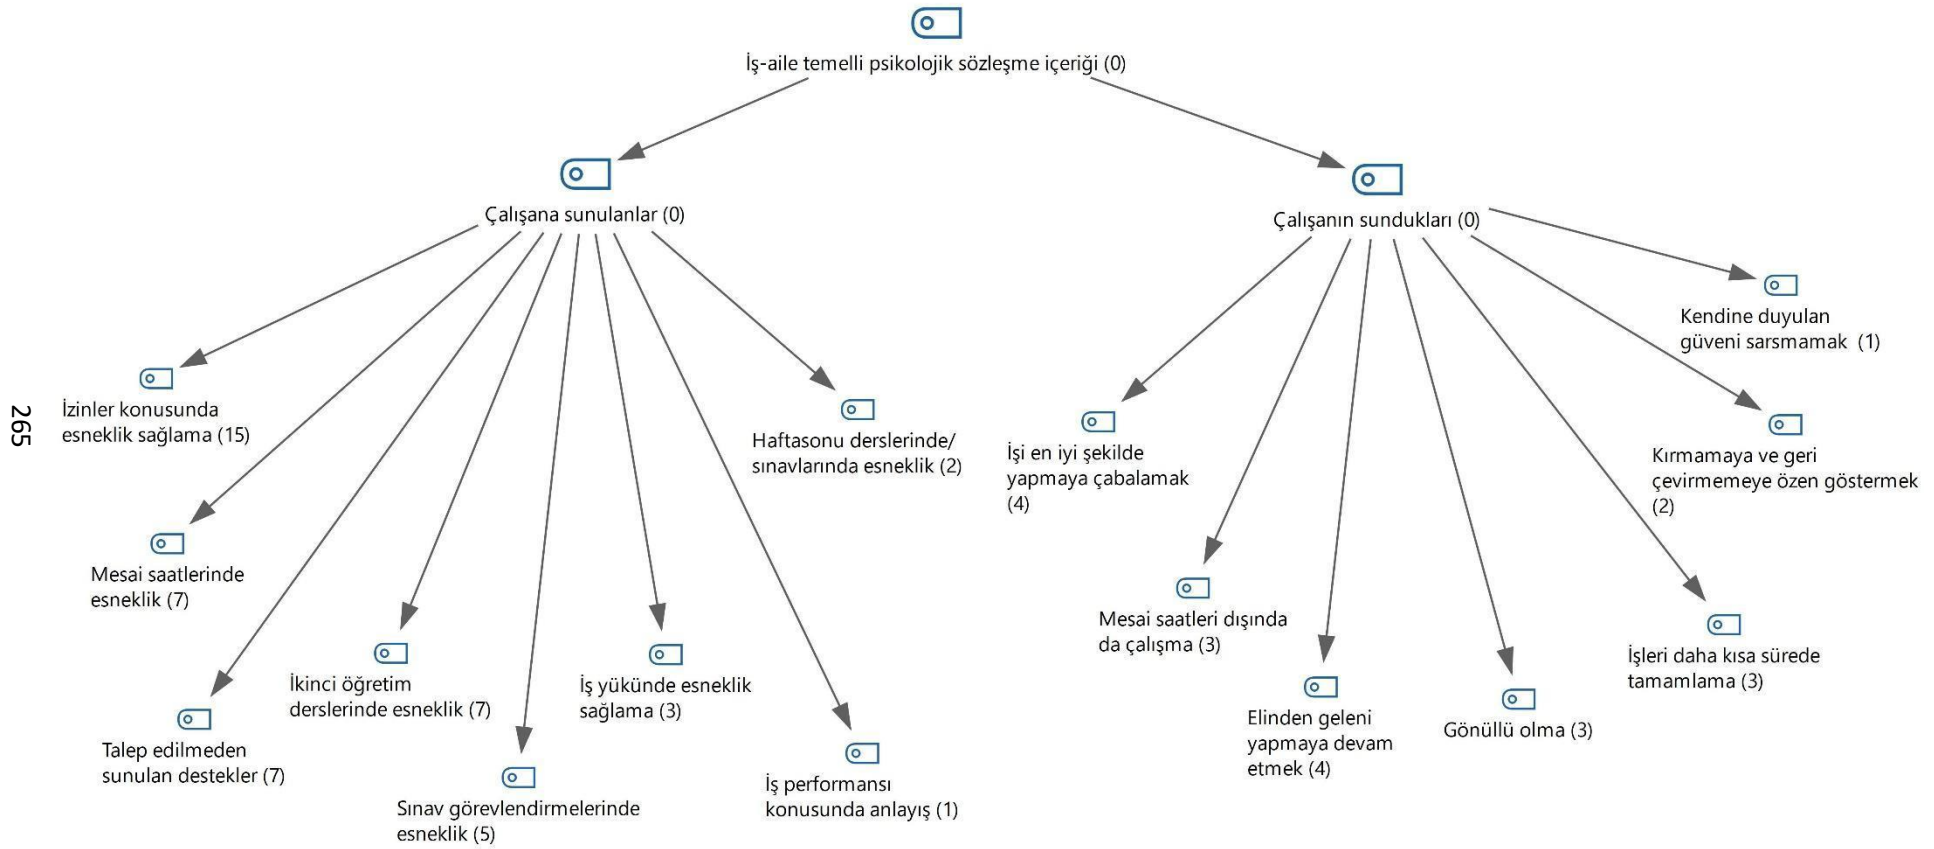 İş-aile temelli psikolojik sözleşme içeriği (0)
Çalışana sunulanlar (0)
Çalışanın sundukları (0)
İzinler konusunda
esneklik sağlama (15)
Mesai saatlerinde
esneklik (7)
Talep edilmeden
sunulan destekler (7)
İkinci öğretim
derslerinde esneklik (7)
Sınav görevlendirmelerinde
esneklik (5)
İş yükünde esneklik
sağlama (3)
İş performansı
konusunda anlayış (1)
Haftasonu derslerinde/
sınavlarında esneklik (2)
İşi en iyi şekilde
yapmaya çabalamak
(4)
Mesai saatleri dışında
da çalışma (3)
Elinden geleni
yapmaya devam
etmek (4)
Gönüllü olma (3)
İşleri daha kısa sürede
tamamlama (3)
Kırmamaya ve geri
çevirmemeye özen göstermek
(2)
Kendine duyulan
güveni sarsmamak (1)
265